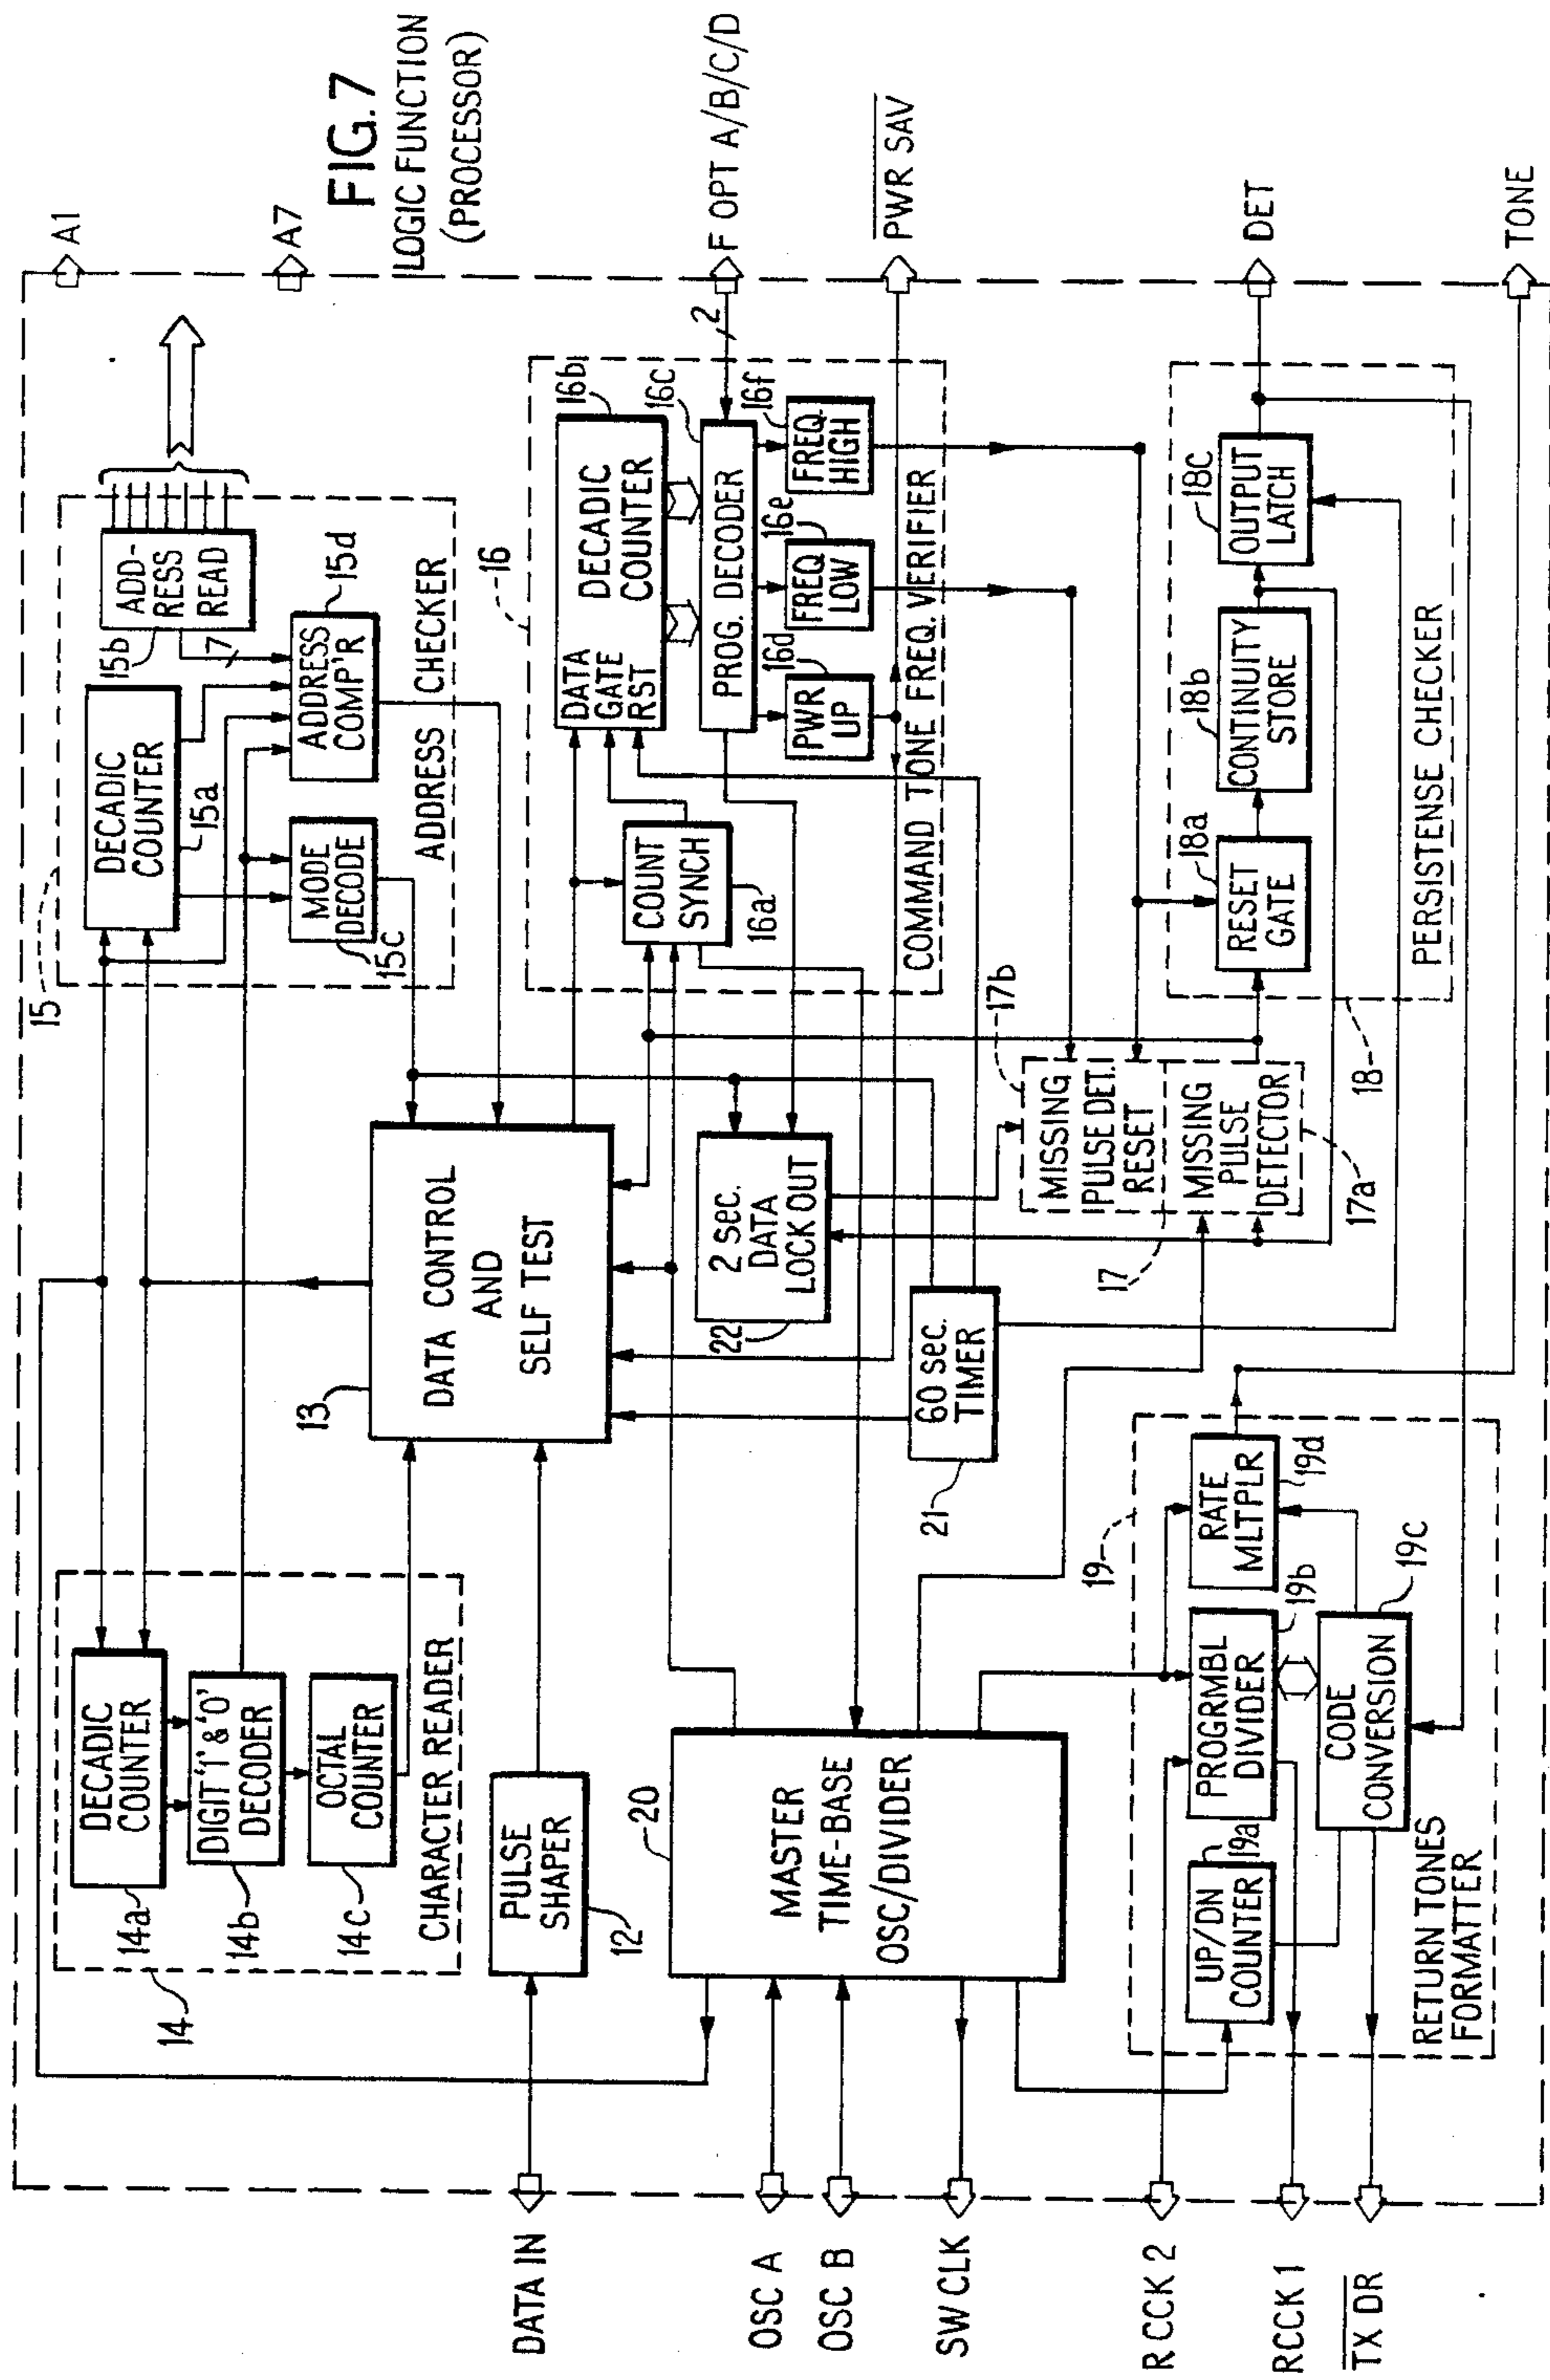 FIG.7
LOGIC FUNCTION
(PROCESSOR)
A1
A7
F OPT A/B/C/D
PWR SAV
DET
TONE
DATA IN
OSC A
OSC B
SW CLK
R CCK 2
RCCK 1
TX DR
14
CHARACTER READER
DECADIC
COUNTER
14a
DIGIT '1' & '0'
DECODER
14b
OCTAL
COUNTER
14c
PULSE
SHAPER
12
13
DATA CONTROL
AND
SELF TEST
15
ADDRESS CHECKER
DECADIC
COUNTER
15a
ADD-
RESS
READ
15b
7
MODE
DECODE
15c
ADDRESS
COMP'R
15d
16
COMMAND TONE FREQ. VERIFIER
COUNT
SYNCH
16a
DATA
GATE
RST
DECADIC
COUNTER
16b
PROG. DECODER
16c
2
PWR
UP
16d
FREQ
LOW
16e
FREQ.
HIGH
16f
20
MASTER
TIME-BASE
OSC/DIVIDER
2 sec.
DATA
LOCK OUT
22
60 sec.
TIMER
21
17
MISSING
PULSE DET.
RESET
17b
MISSING
PULSE
DETECTOR
17a
18
PERSISTENSE CHECKER
RESET
GATE
18a
CONTINUITY
STORE
18b
OUTPUT
LATCH
18c
19
RETURN TONES
FORMATTER
UP/DN
COUNTER
19a
PROGRMBL
DIVIDER
19b
CODE
CONVERSION
19c
RATE
MLTPLR
19d